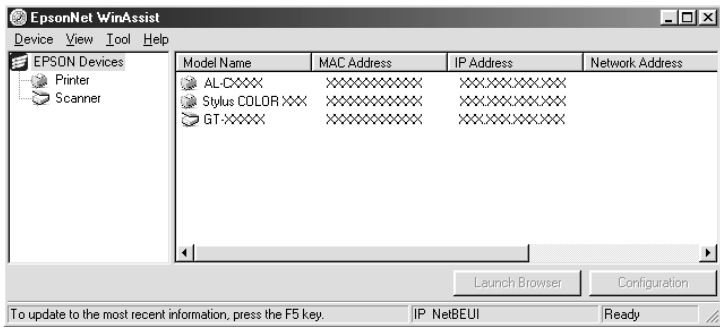 EpsonNet WinAssist
Device View Tool Help
EPSON Devices
Printer
Scanner
Model Name MAC Address IP Address Network Address
AL-CXXXX XXXXXXXXXXXX XXX.XXX.XXX.XXX
Stylus COLOR XXX XXXXXXXXXXXX XXX.XXX.XXX.XXX
GT-XXXXX XXXXXXXXXXXX XXX.XXX.XXX.XXX
Launch Browser Configuration
To update to the most recent information, press the F5 key. IP NetBEUI Ready